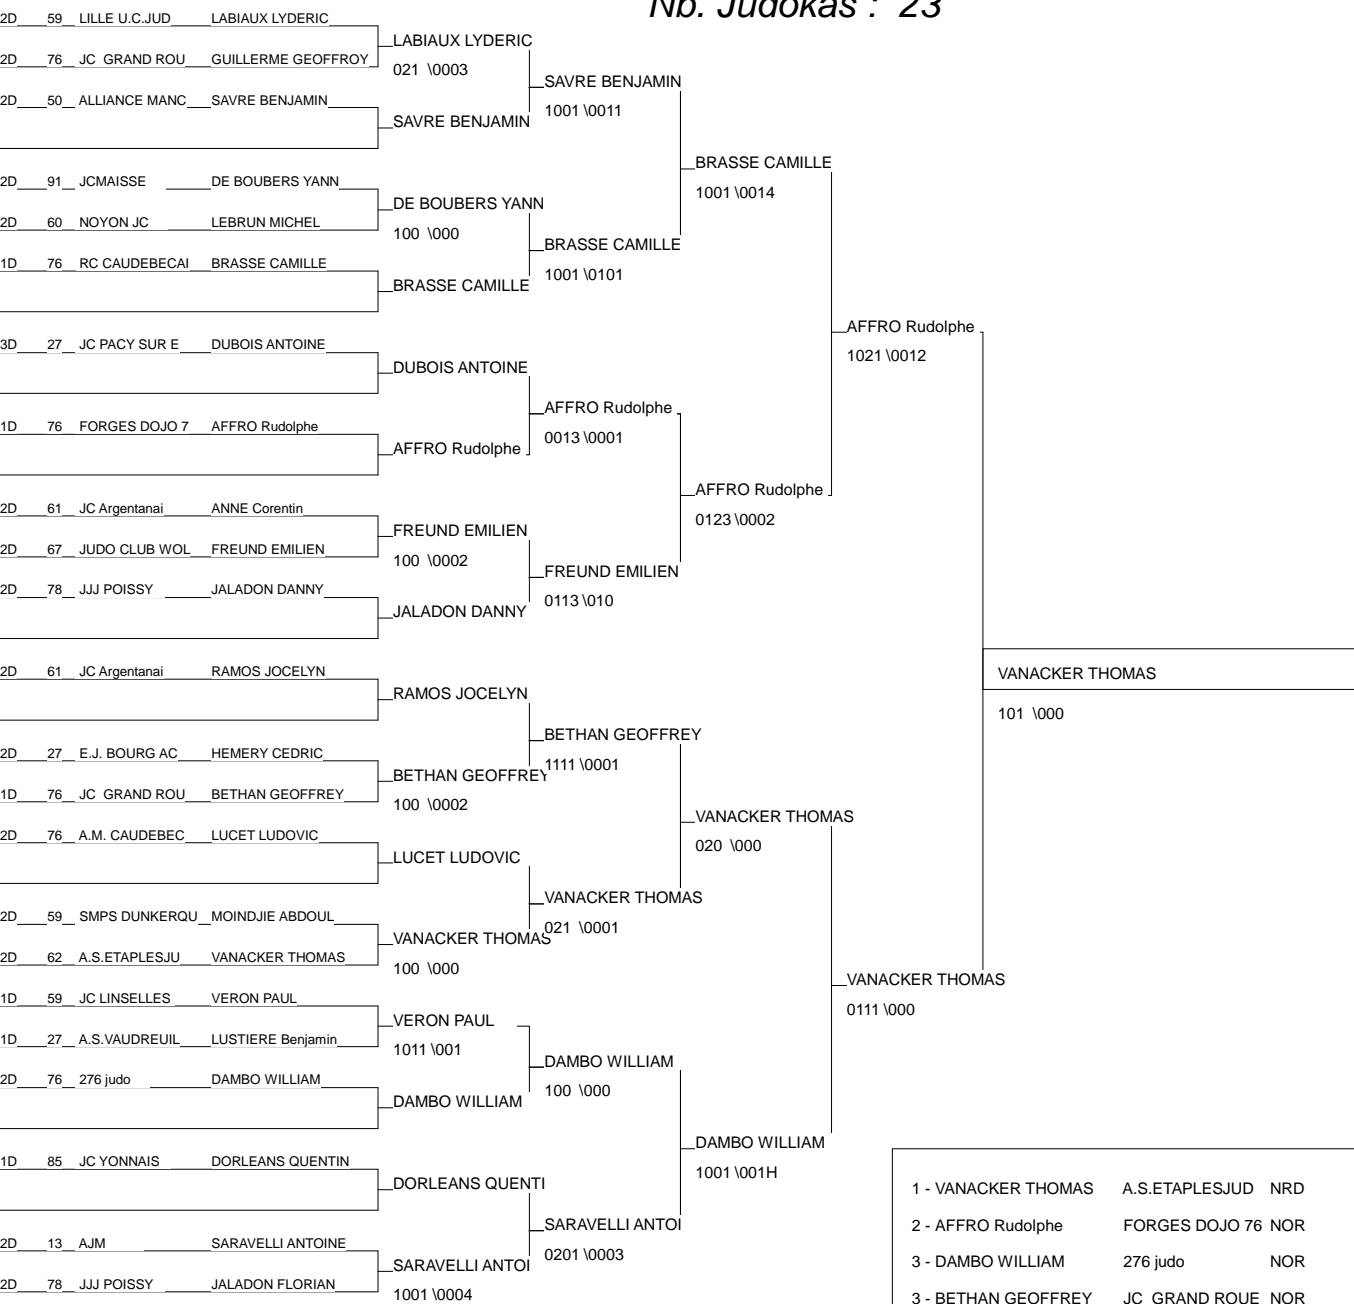 Nb. Judokas : 23
2D 59 LILLE U.C.JUD LABIAUX LYDERIC
LABIAUX LYDERIC
2D 76 JC GRAND ROU GUILLERME GEOFFROY
021 \0003
SAVRE BENJAMIN
2D 50 ALLIANCE MANC SAVRE BENJAMIN
1001 \0011
SAVRE BENJAMIN
BRASSE CAMILLE
2D 91 JCMAISSE DE BOUBERS YANN
1001 \0014
DE BOUBERS YANN
2D 60 NOYON JC LEBRUN MICHEL
100 \000
BRASSE CAMILLE
1D 76 RC CAUDEBECAI BRASSE CAMILLE
1001 \0101
BRASSE CAMILLE
AFFRO Rudolphe
3D 27 JC PACY SUR E DUBOIS ANTOINE
1021 \0012
DUBOIS ANTOINE
AFFRO Rudolphe
1D 76 FORGES DOJO 7 AFFRO Rudolphe
0013 \0001
AFFRO Rudolphe
AFFRO Rudolphe
2D 61 JC Argentanai ANNE Corentin
0123 \0002
FREUND EMILIEN
2D 67 JUDO CLUB WOL FREUND EMILIEN
100 \0002
FREUND EMILIEN
2D 78 JJJ POISSY JALADON DANNY
0113 \010
JALADON DANNY
2D 61 JC Argentanai RAMOS JOCELYN
VANACKER THOMAS
RAMOS JOCELYN
101 \000
BETHAN GEOFFREY
2D 27 E.J. BOURG AC HEMERY CEDRIC
1111 \0001
BETHAN GEOFFREY
1D 76 JC GRAND ROU BETHAN GEOFFREY
100 \0002
VANACKER THOMAS
2D 76 A.M. CAUDEBEC LUCET LUDOVIC
020 \000
LUCET LUDOVIC
VANACKER THOMAS
2D 59 SMPS DUNKERQU MOINDJIE ABDOUL
021 \0001
VANACKER THOMAS
2D 62 A.S.ETAPLESJU VANACKER THOMAS
100 \000
VANACKER THOMAS
1D 59 JC LINSELLES VERON PAUL
0111 \000
VERON PAUL
1D 27 A.S.VAUDREUIL LUSTIERE Benjamin
1011 \001
DAMBO WILLIAM
2D 76 276 judo DAMBO WILLIAM
100 \000
DAMBO WILLIAM
DAMBO WILLIAM
1D 85 JC YONNAIS DORLEANS QUENTIN
1001 \001H
DORLEANS QUENTI
1 - VANACKER THOMAS A.S.ETAPLESJUD NRD
SARAVELLI ANTOI
2 - AFFRO Rudolphe FORGES DOJO 76 NOR
2D 13 AJM SARAVELLI ANTOINE
0201 \0003
3 - DAMBO WILLIAM 276 judo NOR
SARAVELLI ANTOI
2D 78 JJJ POISSY JALADON FLORIAN
1001 \0004
3 - BETHAN GEOFFREY JC GRAND ROUE NOR